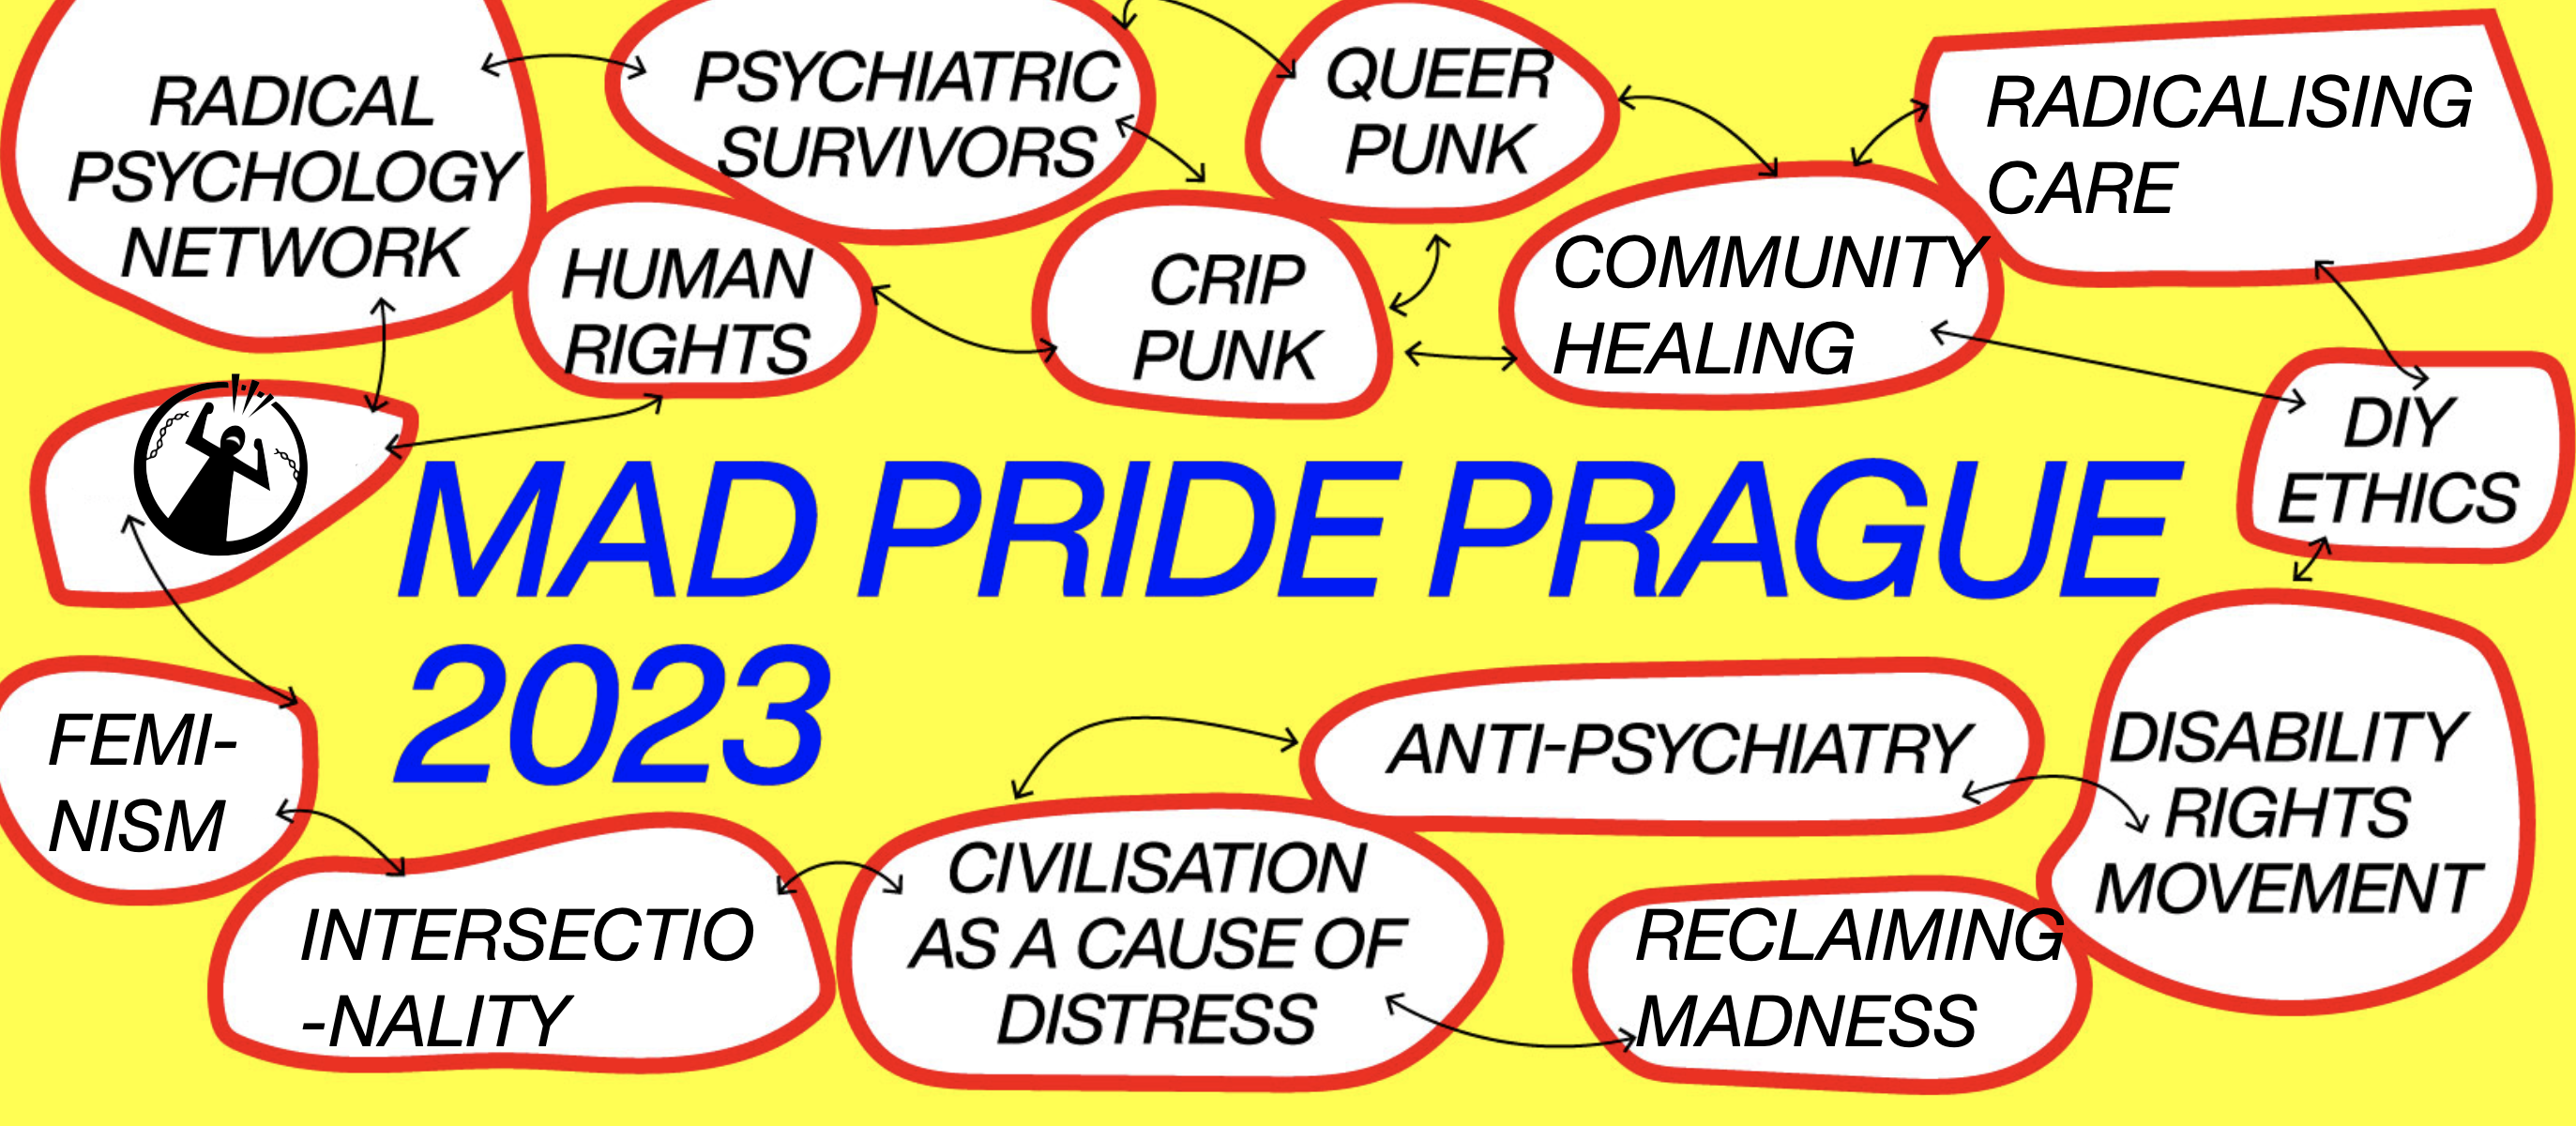 RADICAL
PSYCHOLOGY
NETWORK
PSYCHIATRIC
SURVIVORS
QUEER
PUNK
RADICALISING
CARE
HUMAN
RIGHTS
CRIP
PUNK
COMMUNITY
HEALING
DIY
ETHICS
MAD PRIDE PRAGUE
2023
FEMI-
NISM
INTERSECTIO
-NALITY
CIVILISATION
AS A CAUSE OF
DISTRESS
ANTI-PSYCHIATRY
RECLAIMING
MADNESS
DISABILITY
RIGHTS
MOVEMENT